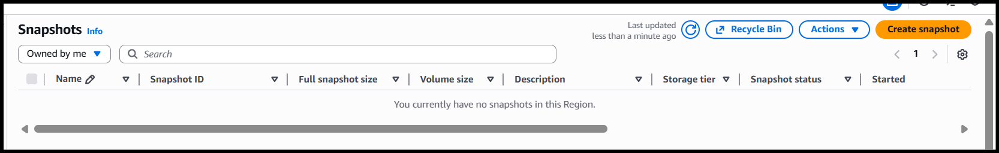 Snapshots Info
Last updated
less than a minute ago
Recycle Bin
Actions
Create snapshot
Owned by me
Search
1
Name Snapshot ID Full snapshot size Volume size Description Storage tier Snapshot status Started
You currently have no snapshots in this Region.